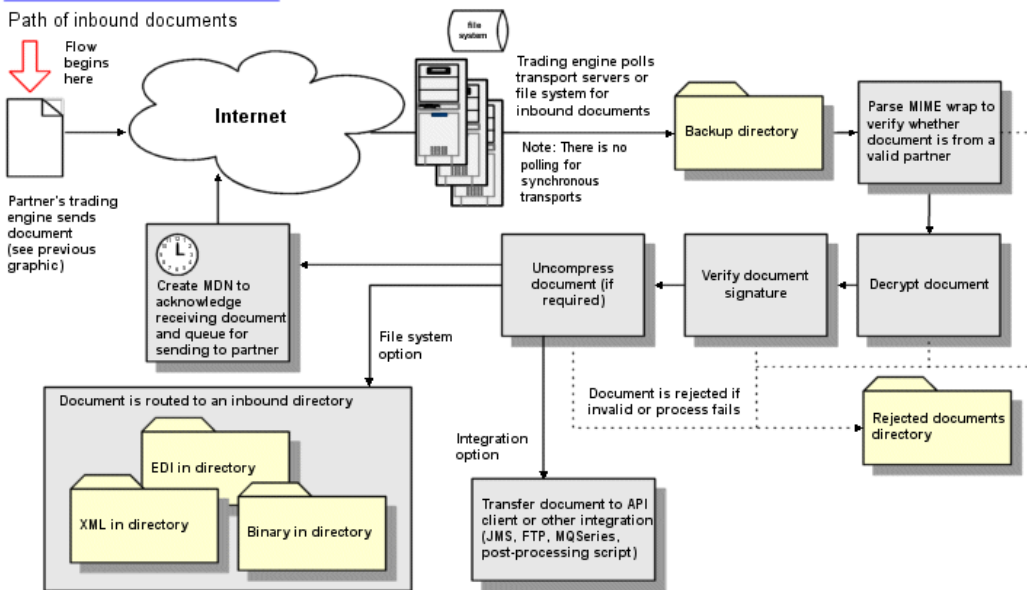 Path of inbound documents
Flow
begins
here
Internet
file
system
Trading engine polls
transport servers or
file system for
inbound documents
Note: There is no
polling for
synchronous
transports
Backup directory
Parse MIME wrap to
verify whether
document is from a
valid partner
Partner's trading
engine sends
document
(see previous
graphic)
Create MDN to
acknowledge
receiving document
and queue for
sending to partner
Uncompress
document (if
required)
Verify document
signature
Decrypt document
File system
option
Document is rejected if
invalid or process fails
Rejected documents
directory
Document is routed to an inbound directory
EDI in directory
XML in directory
Binary in directory
Integration
option
Transfer document to API
client or other integration
(JMS, FTP, MQSeries,
post-processing script)